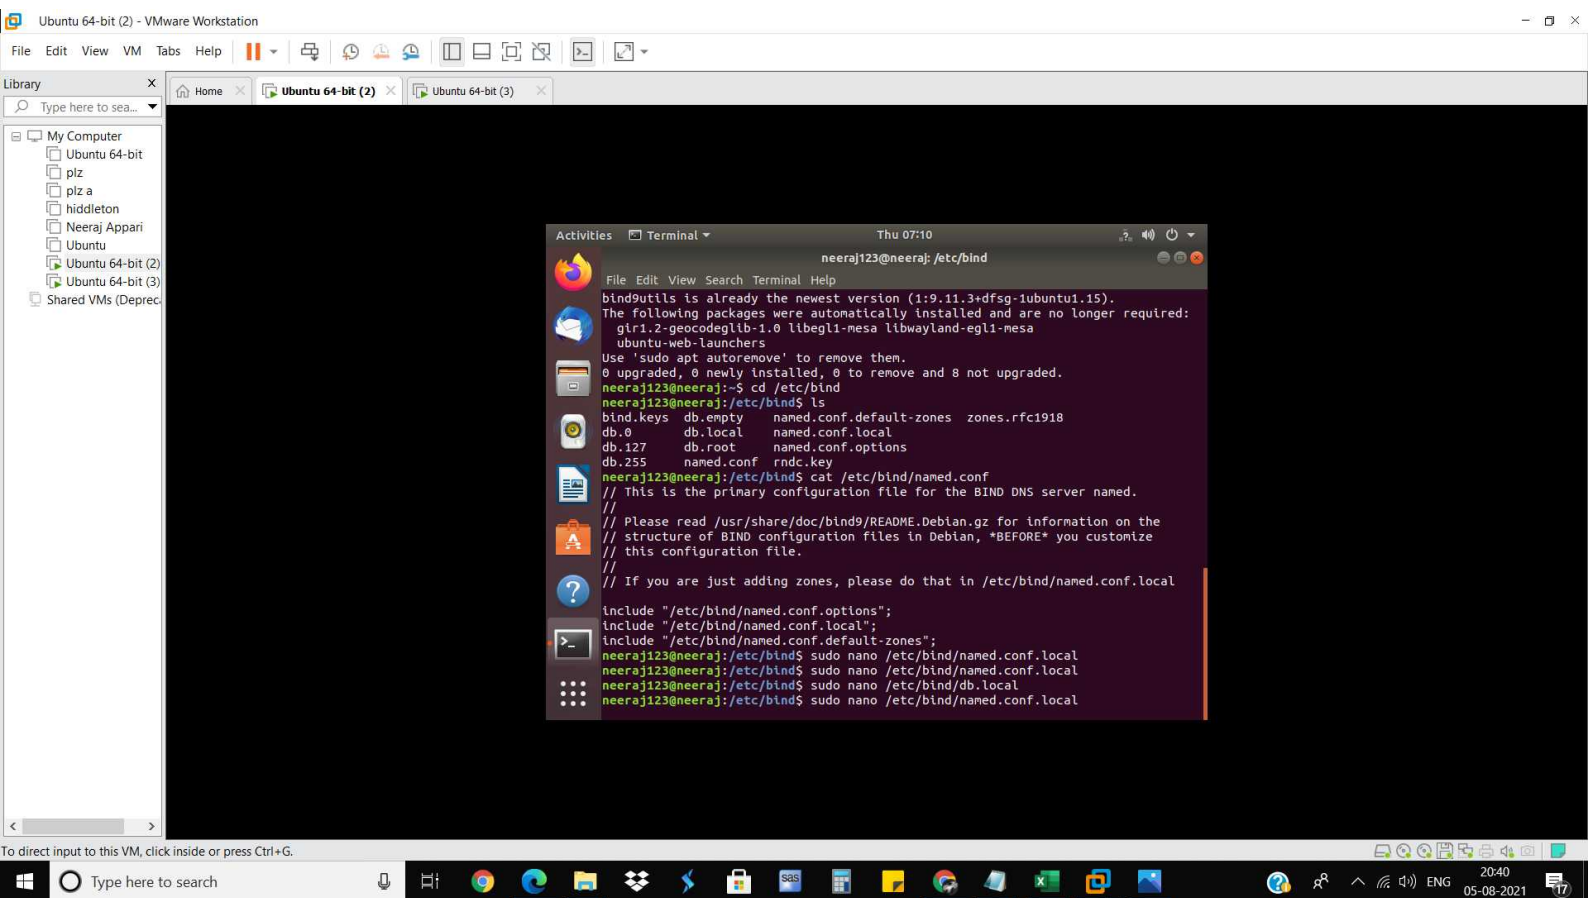 Ubuntu 64-bit (2) - VMware Workstation
File Edit View VM Tabs Help
Library
Home
Ubuntu 64-bit (2)
Ubuntu 64-bit (3)
Type here to sea...
My Computer
Ubuntu 64-bit
plz
plz a
hiddleton
Neeraj Appari
Ubuntu
Ubuntu 64-bit (2)
Ubuntu 64-bit (3)
Shared VMs (Deprec
Activities Terminal Thu 07:10
neeraj123@neeraj: /etc/bind
File Edit View Search Terminal Help
bind9utils is already the newest version (1:9.11.3+dfsg-1ubuntu1.15).
The following packages were automatically installed and are no longer required:
gir1.2-geocodeglib-1.0 libegl1-mesa libwayland-egl1-mesa
ubuntu-web-launchers
Use 'sudo apt autoremove' to remove them.
0 upgraded, 0 newly installed, 0 to remove and 8 not upgraded.
neeraj123@neeraj:~$ cd /etc/bind
neeraj123@neeraj:/etc/bind$ ls
bind.keys db.empty named.conf.default-zones zones.rfc1918
db.0 db.local named.conf.local
db.127 db.root named.conf.options
db.255 named.conf rndc.key
neeraj123@neeraj:/etc/bind$ cat /etc/bind/named.conf
// This is the primary configuration file for the BIND DNS server named.
//
// Please read /usr/share/doc/bind9/README.Debian.gz for information on the
// structure of BIND configuration files in Debian, *BEFORE* you customize
// this configuration file.
//
// If you are just adding zones, please do that in /etc/bind/named.conf.local
include "/etc/bind/named.conf.options";
include "/etc/bind/named.conf.local";
include "/etc/bind/named.conf.default-zones";
neeraj123@neeraj:/etc/bind$ sudo nano /etc/bind/named.conf.local
neeraj123@neeraj:/etc/bind$ sudo nano /etc/bind/named.conf.local
neeraj123@neeraj:/etc/bind$ sudo nano /etc/bind/db.local
neeraj123@neeraj:/etc/bind$ sudo nano /etc/bind/named.conf.local
To direct input to this VM, click inside or press Ctrl+G.
Type here to search
sas
ENG
20:40
05-08-2021
17